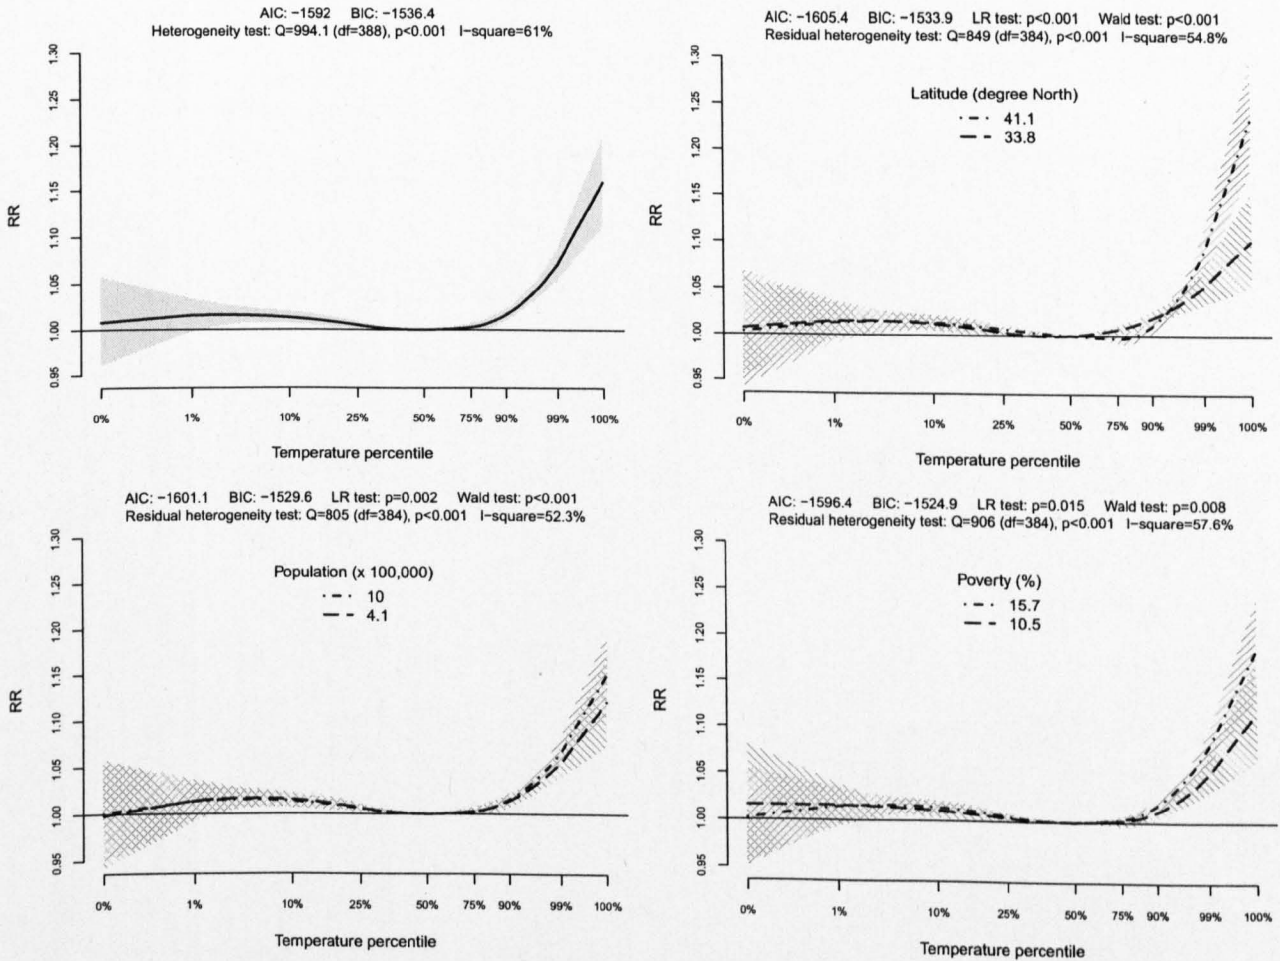 AIC: −1592 BIC: −1536.4
Heterogeneity test: Q=994.1 (df=388), p<0.001 I−square=61%
RR
1.30
1.25
1.20
1.15
1.10
1.05
1.00
0.95
0% 1% 10% 25% 50% 75% 90% 99% 100%
Temperature percentile
AIC: −1605.4 BIC: −1533.9 LR test: p<0.001 Wald test: p<0.001
Residual heterogeneity test: Q=849 (df=384), p<0.001 I−square=54.8%
Latitude (degree North)
41.1
33.8
RR
1.30
1.25
1.20
1.15
1.10
1.05
1.00
0.95
0% 1% 10% 25% 50% 75% 90% 99% 100%
Temperature percentile
AIC: −1601.1 BIC: −1529.6 LR test: p=0.002 Wald test: p<0.001
Residual heterogeneity test: Q=805 (df=384), p<0.001 I−square=52.3%
Population (x 100,000)
10
4.1
RR
1.30
1.25
1.20
1.15
1.10
1.05
1.00
0.95
0% 1% 10% 25% 50% 75% 90% 99% 100%
Temperature percentile
AIC: −1596.4 BIC: −1524.9 LR test: p=0.015 Wald test: p=0.008
Residual heterogeneity test: Q=906 (df=384), p<0.001 I−square=57.6%
Poverty (%)
15.7
10.5
RR
1.30
1.25
1.20
1.15
1.10
1.05
1.00
0.95
0% 1% 10% 25% 50% 75% 90% 99% 100%
Temperature percentile